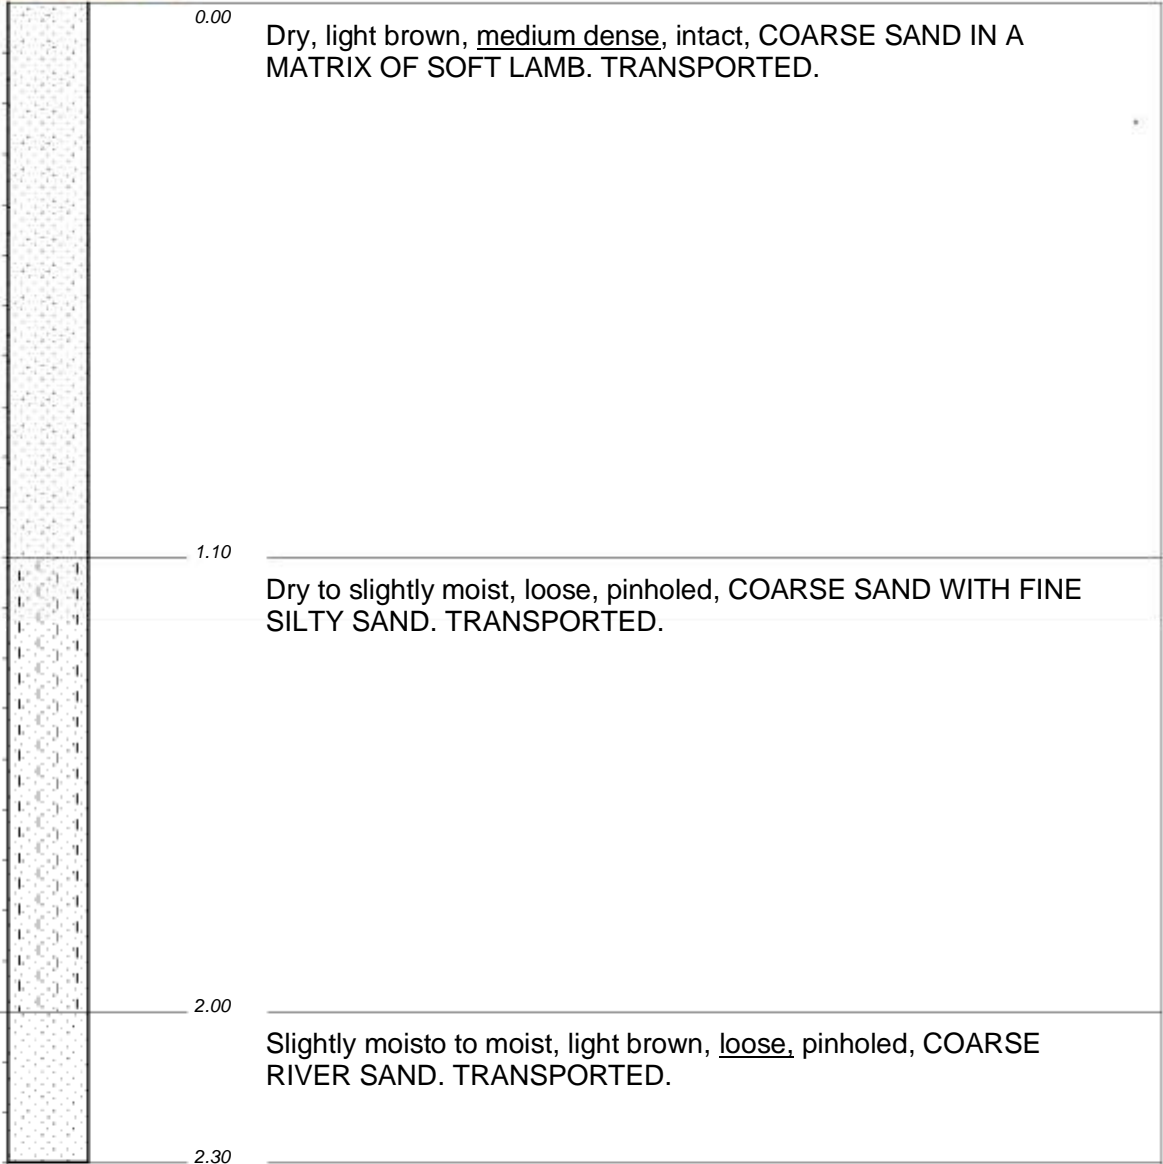 0.00
Dry, light brown, medium dense, intact, COARSE SAND IN A
MATRIX OF SOFT LAMB. TRANSPORTED.
1.10
Dry to slightly moist, loose, pinholed, COARSE SAND WITH FINE
SILTY SAND. TRANSPORTED.
2.00
Slightly moisto to moist, light brown, loose, pinholed, COARSE
RIVER SAND. TRANSPORTED.
2.30